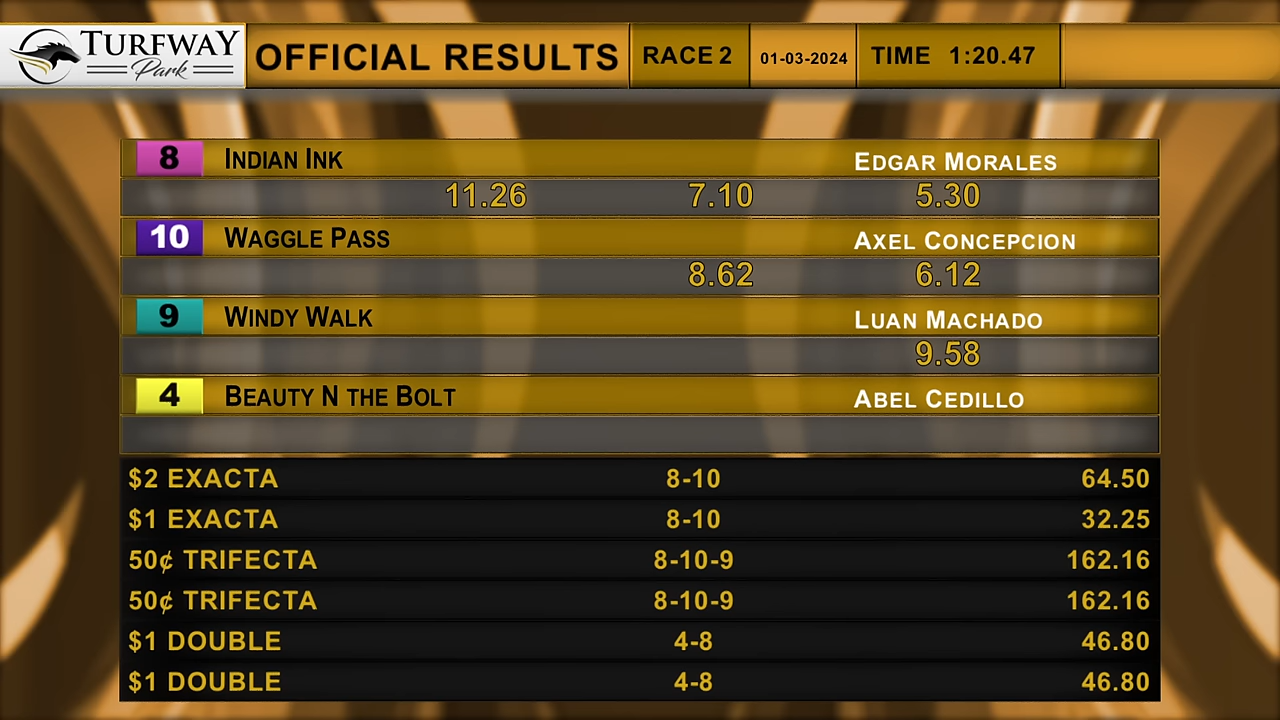 TURFWAY Park OFFICIAL RESULTS RACE 2 01-03-2024 TIME 1:20.47
8 INDIAN INK EDGAR MORALES
11.26 7.10 5.30
10 WAGGLE PASS AXEL CONCEPCION
8.62 6.12
9 WINDY WALK LUAN MACHADO
9.58
4 BEAUTY N THE BOLT ABEL CEDILLO
$2 EXACTA 8-10 64.50
$1 EXACTA 8-10 32.25
50¢ TRIFECTA 8-10-9 162.16
50¢ TRIFECTA 8-10-9 162.16
$1 DOUBLE 4-8 46.80
$1 DOUBLE 4-8 46.80